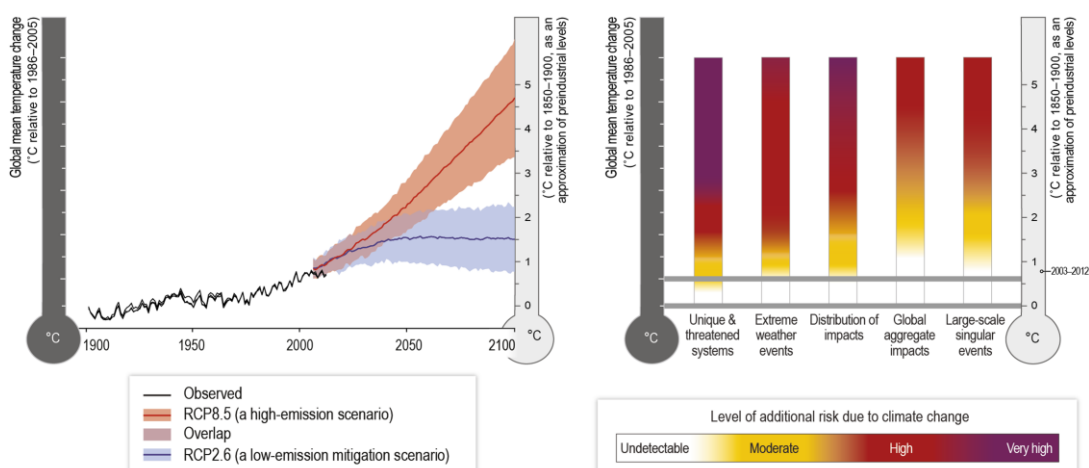 Global mean temperature change
(˚C relative to 1986–2005)
(˚C relative to 1850–1900, as an
approximation of preindustrial levels)
5
4
3
2
1
0
°C
°C
1900
1950
2000
2050
2100
Observed
RCP8.5 (a high-emission scenario)
Overlap
RCP2.6 (a low-emission mitigation scenario)
Global mean temperature change
(˚C relative to 1986–2005)
(˚C relative to 1850–1900, as an
approximation of preindustrial levels)
5
4
3
2
1
0
2003–2012
°C
°C
Unique &
threatened
systems
Extreme
weather
events
Distribution of
impacts
Global
aggregate
impacts
Large-scale
singular
events
Level of additional risk due to climate change
Undetectable
Moderate
High
Very high